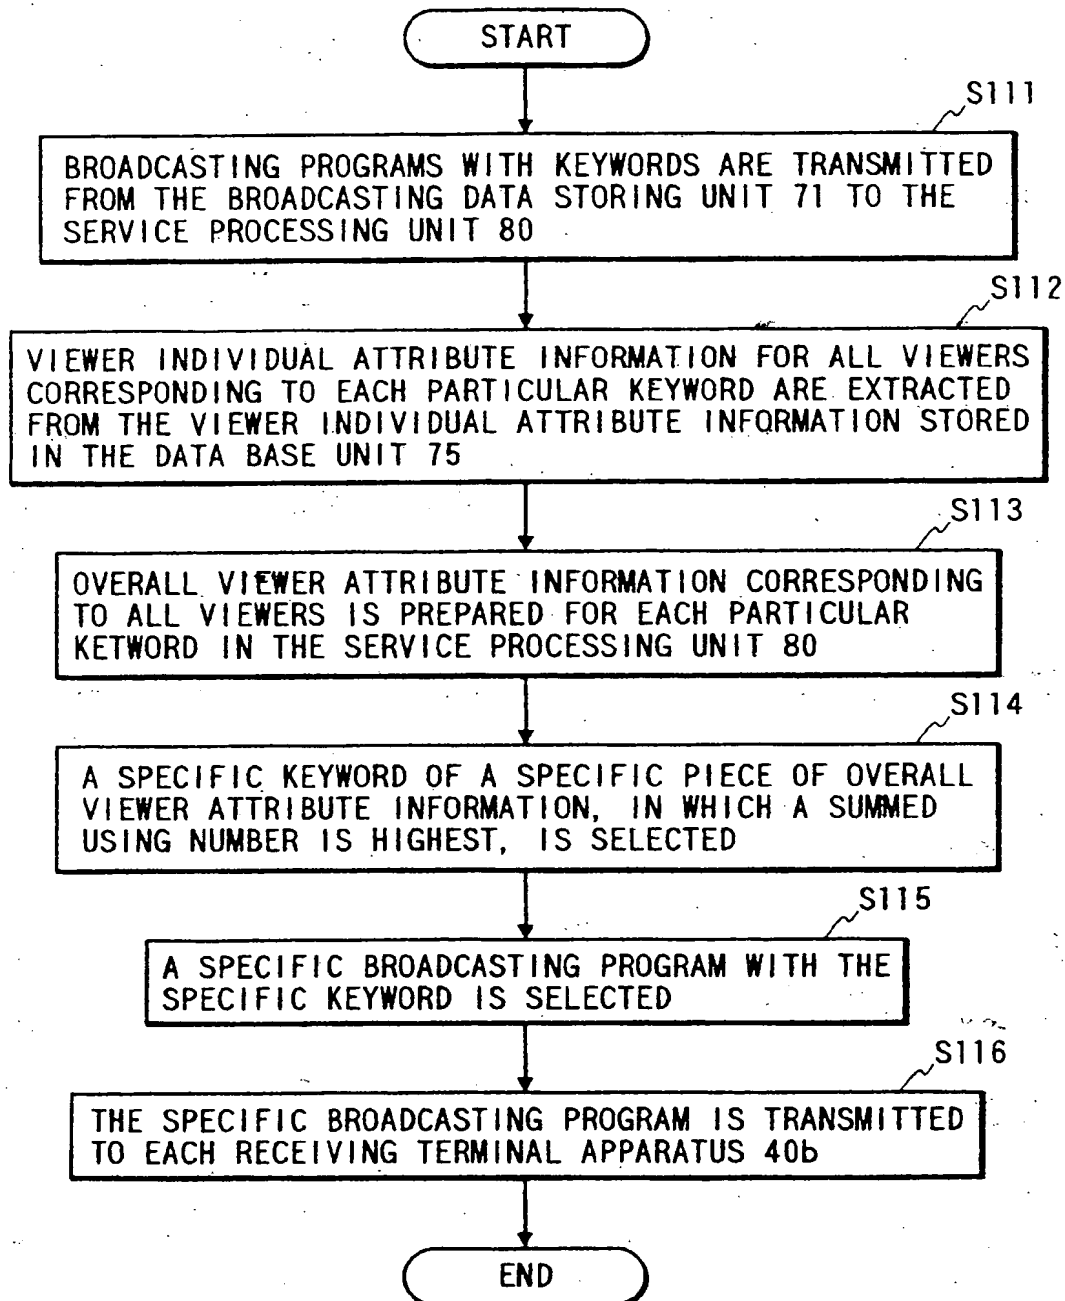 START
S111
BROADCASTING PROGRAMS WITH KEYWORDS ARE TRANSMITTED
FROM THE BROADCASTING DATA STORING UNIT 71 TO THE
SERVICE PROCESSING UNIT 80
S112
VIEWER INDIVIDUAL ATTRIBUTE INFORMATION FOR ALL VIEWERS
CORRESPONDING TO EACH PARTICULAR KEYWORD ARE EXTRACTED
FROM THE VIEWER INDIVIDUAL ATTRIBUTE INFORMATION STORED
IN THE DATA BASE UNIT 75
S113
OVERALL VIEWER ATTRIBUTE INFORMATION CORRESPONDING
TO ALL VIEWERS IS PREPARED FOR EACH PARTICULAR
KETWORD IN THE SERVICE PROCESSING UNIT 80
S114
A SPECIFIC KEYWORD OF A SPECIFIC PIECE OF OVERALL
VIEWER ATTRIBUTE INFORMATION, IN WHICH A SUMMED
USING NUMBER IS HIGHEST, IS SELECTED
S115
A SPECIFIC BROADCASTING PROGRAM WITH THE
SPECIFIC KEYWORD IS SELECTED
S116
THE SPECIFIC BROADCASTING PROGRAM IS TRANSMITTED
TO EACH RECEIVING TERMINAL APPARATUS 40b
END